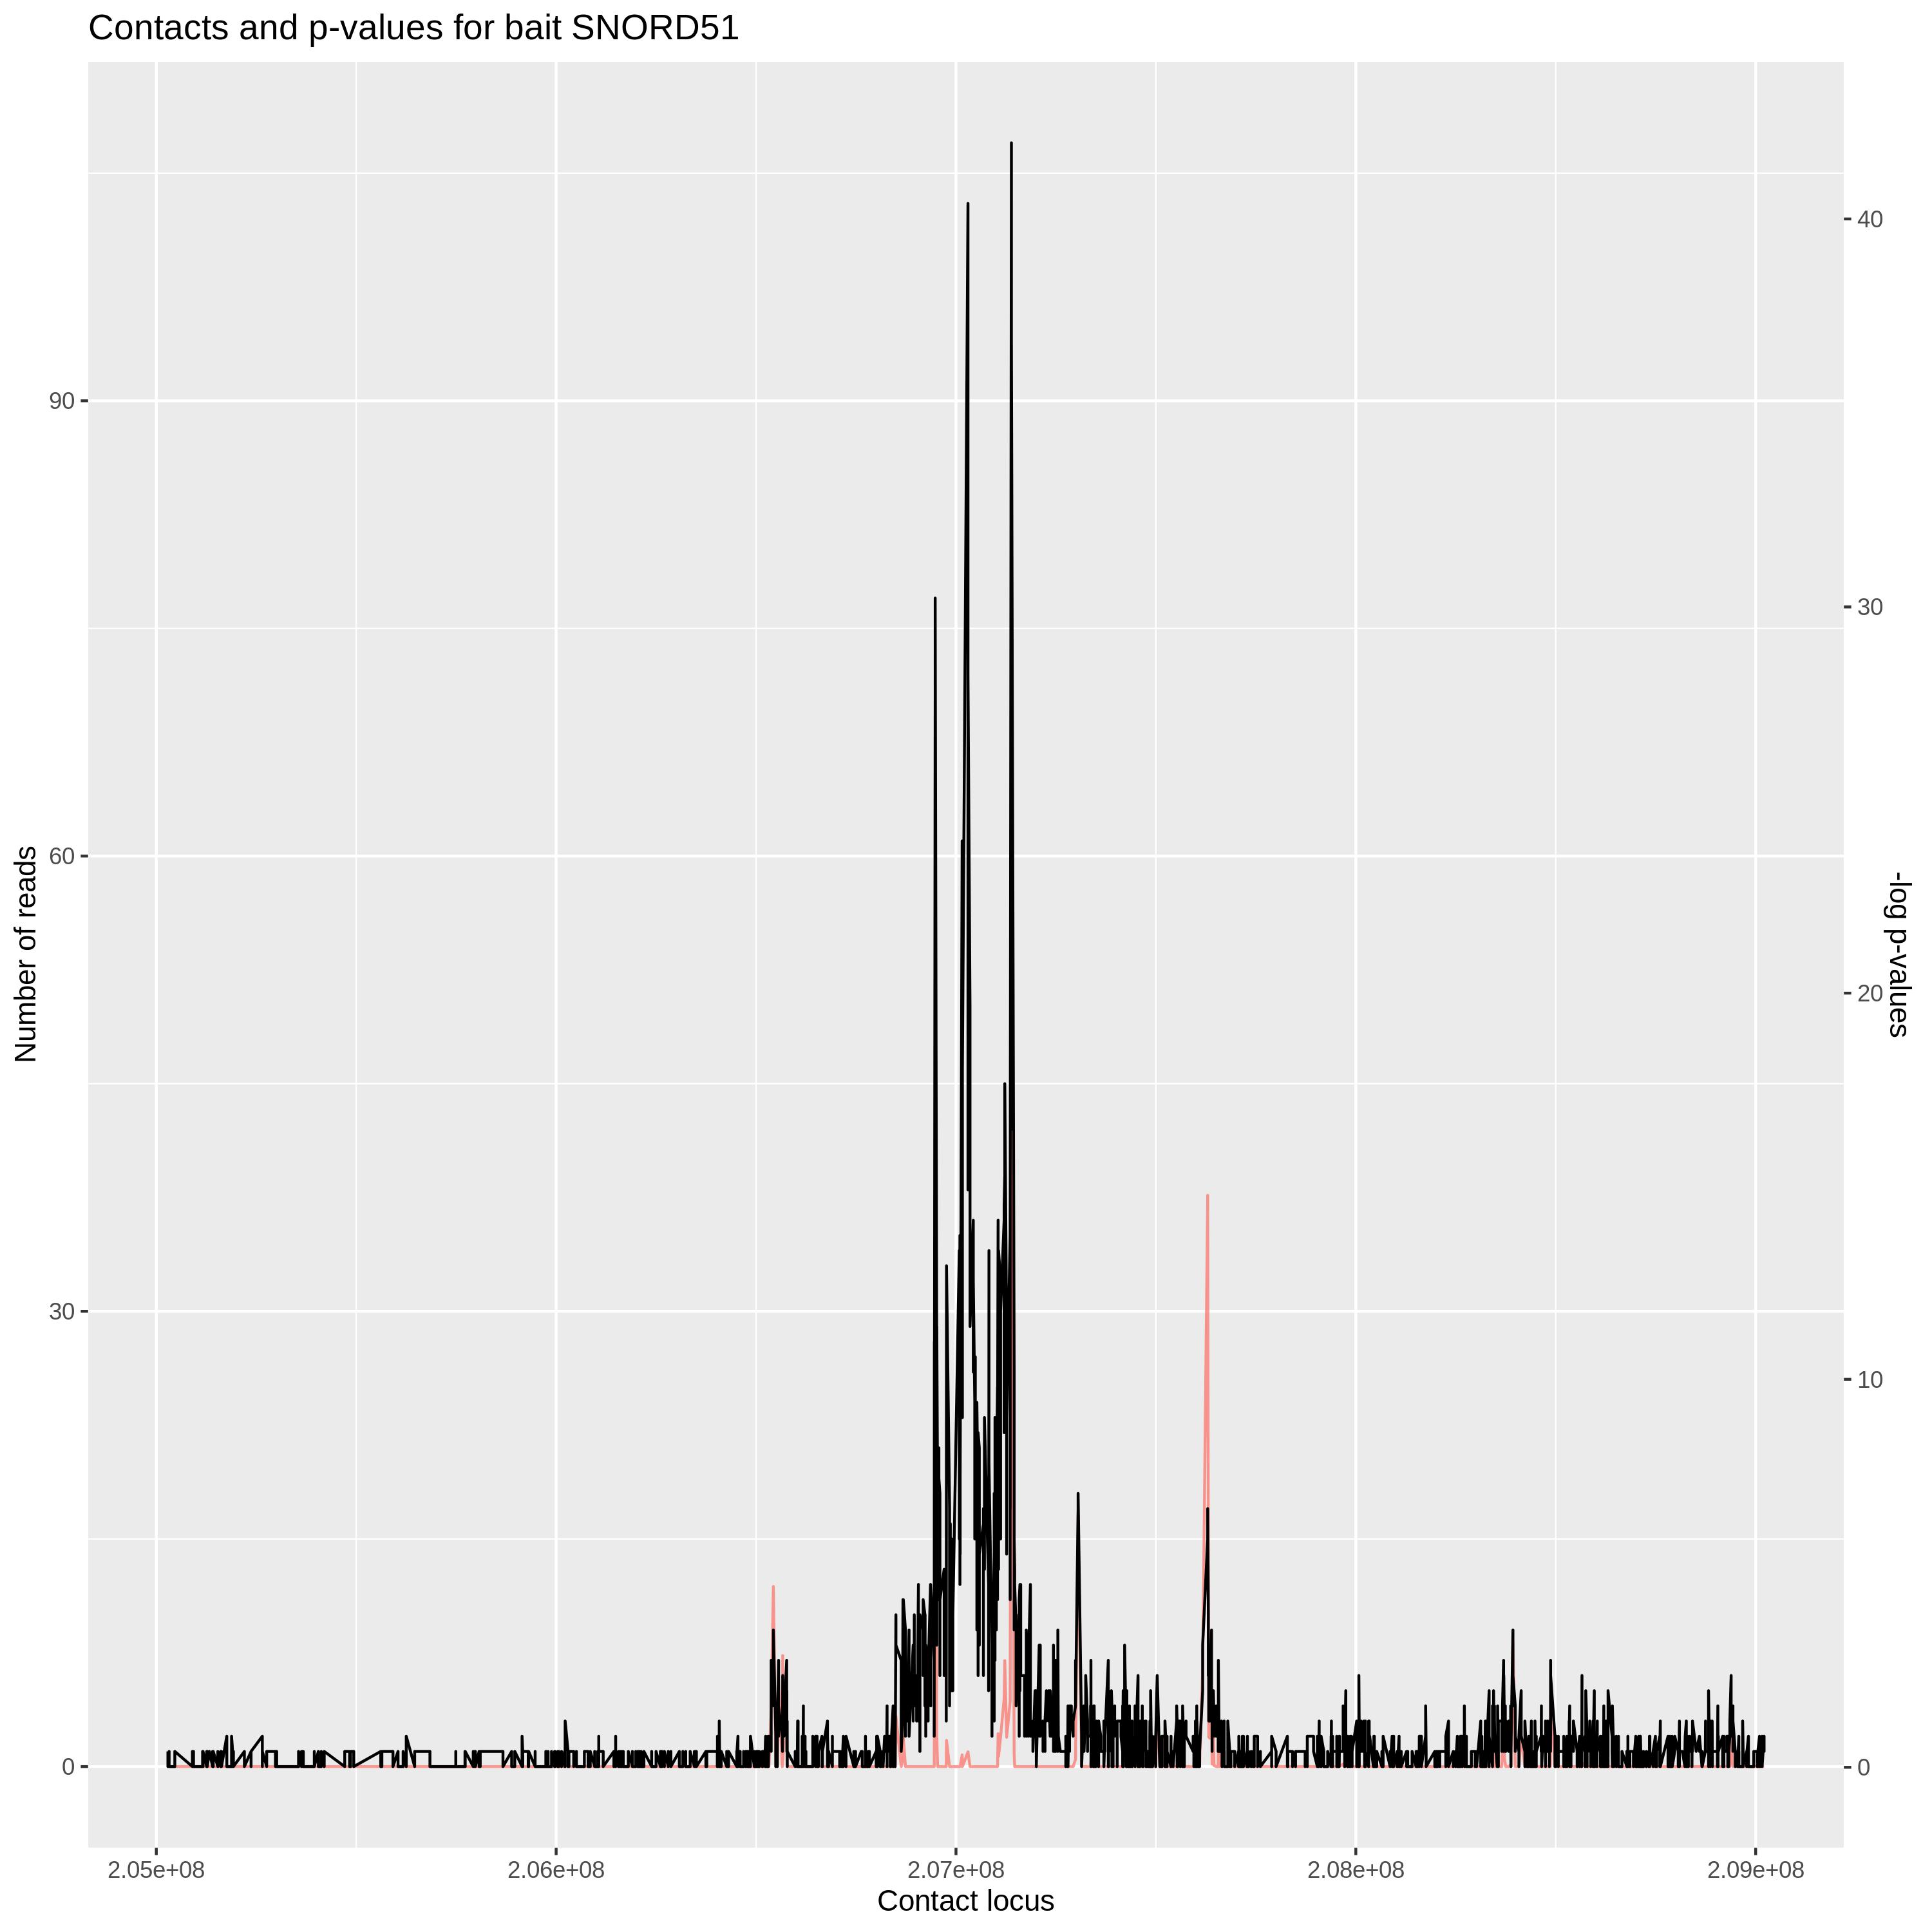 Contacts and p-values for bait SNORD51
90
60
30
0
Number of reads
40
30
20
10
0
-log p-values
2.05e+08 2.06e+08 2.07e+08 2.08e+08 2.09e+08
Contact locus